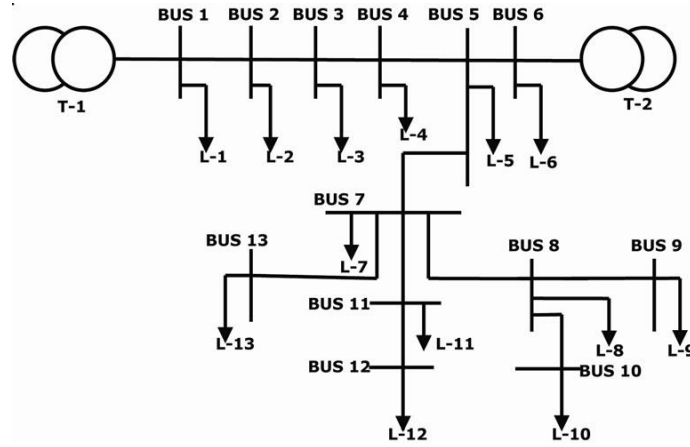 BUS 1 BUS 2 BUS 3 BUS 4 BUS 5 BUS 6
T-1 T-2
L-4
L-1 L-2 L-3 L-5 L-6
BUS 7
BUS 13 BUS 8 BUS 9
L-7
BUS 11
L-13 L-11 L-8 L-9
BUS 12 BUS 10
L-12 L-10